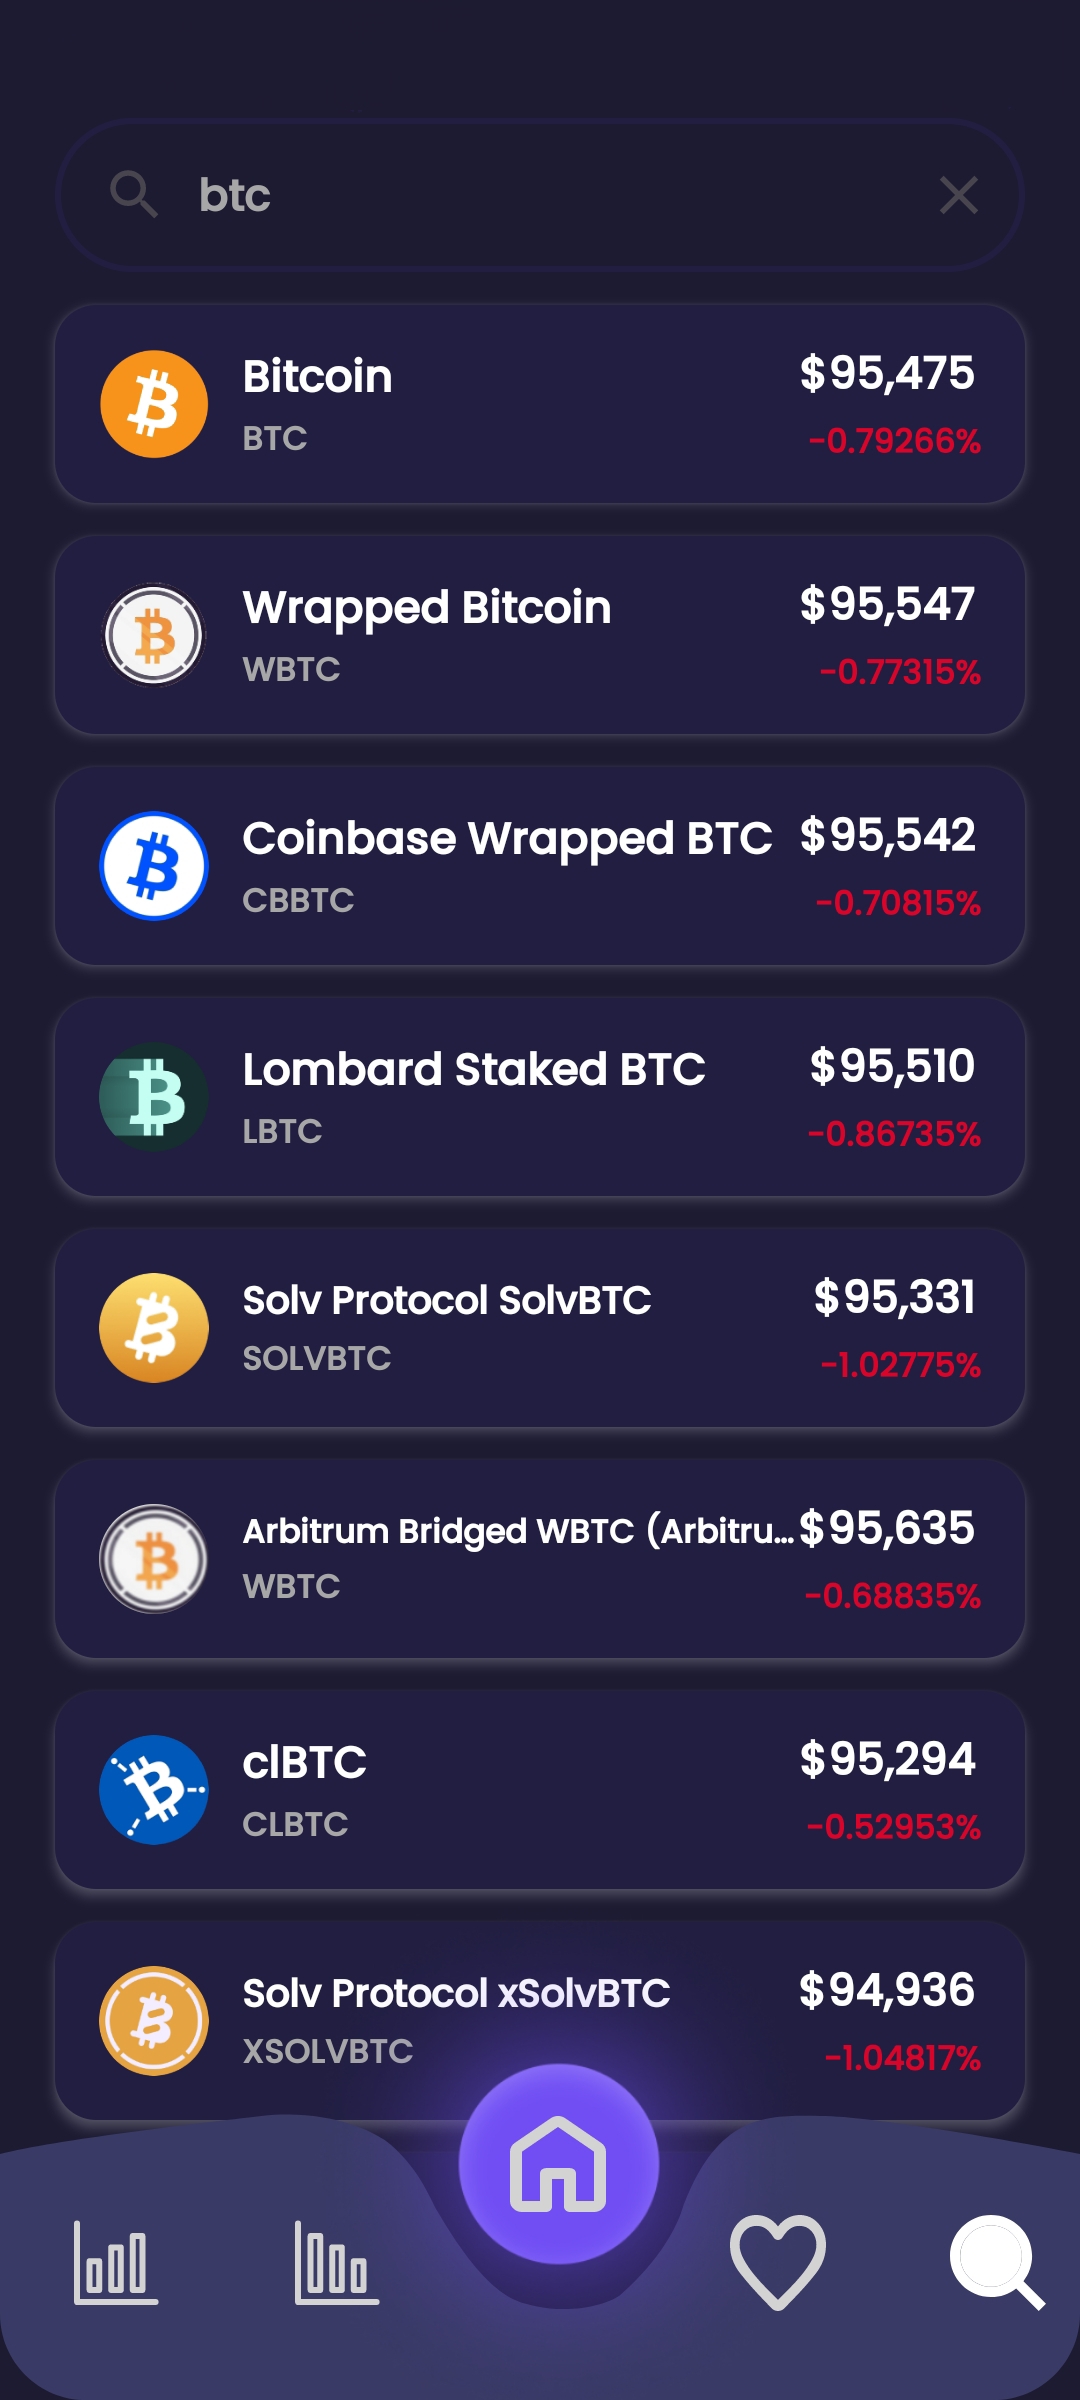 btc
Bitcoin $95,475
BTC -0.79266%
Wrapped Bitcoin $95,547
WBTC -0.77315%
Coinbase Wrapped BTC $95,542
CBBTC -0.70815%
Lombard Staked BTC $95,510
LBTC -0.86735%
Solv Protocol SolvBTC $95,331
SOLVBTC -1.02775%
Arbitrum Bridged WBTC (Arbitru... $95,635
WBTC -0.68835%
clBTC $95,294
CLBTC -0.52953%
Solv Protocol xSolvBTC $94,936
XSOLVBTC -1.04817%